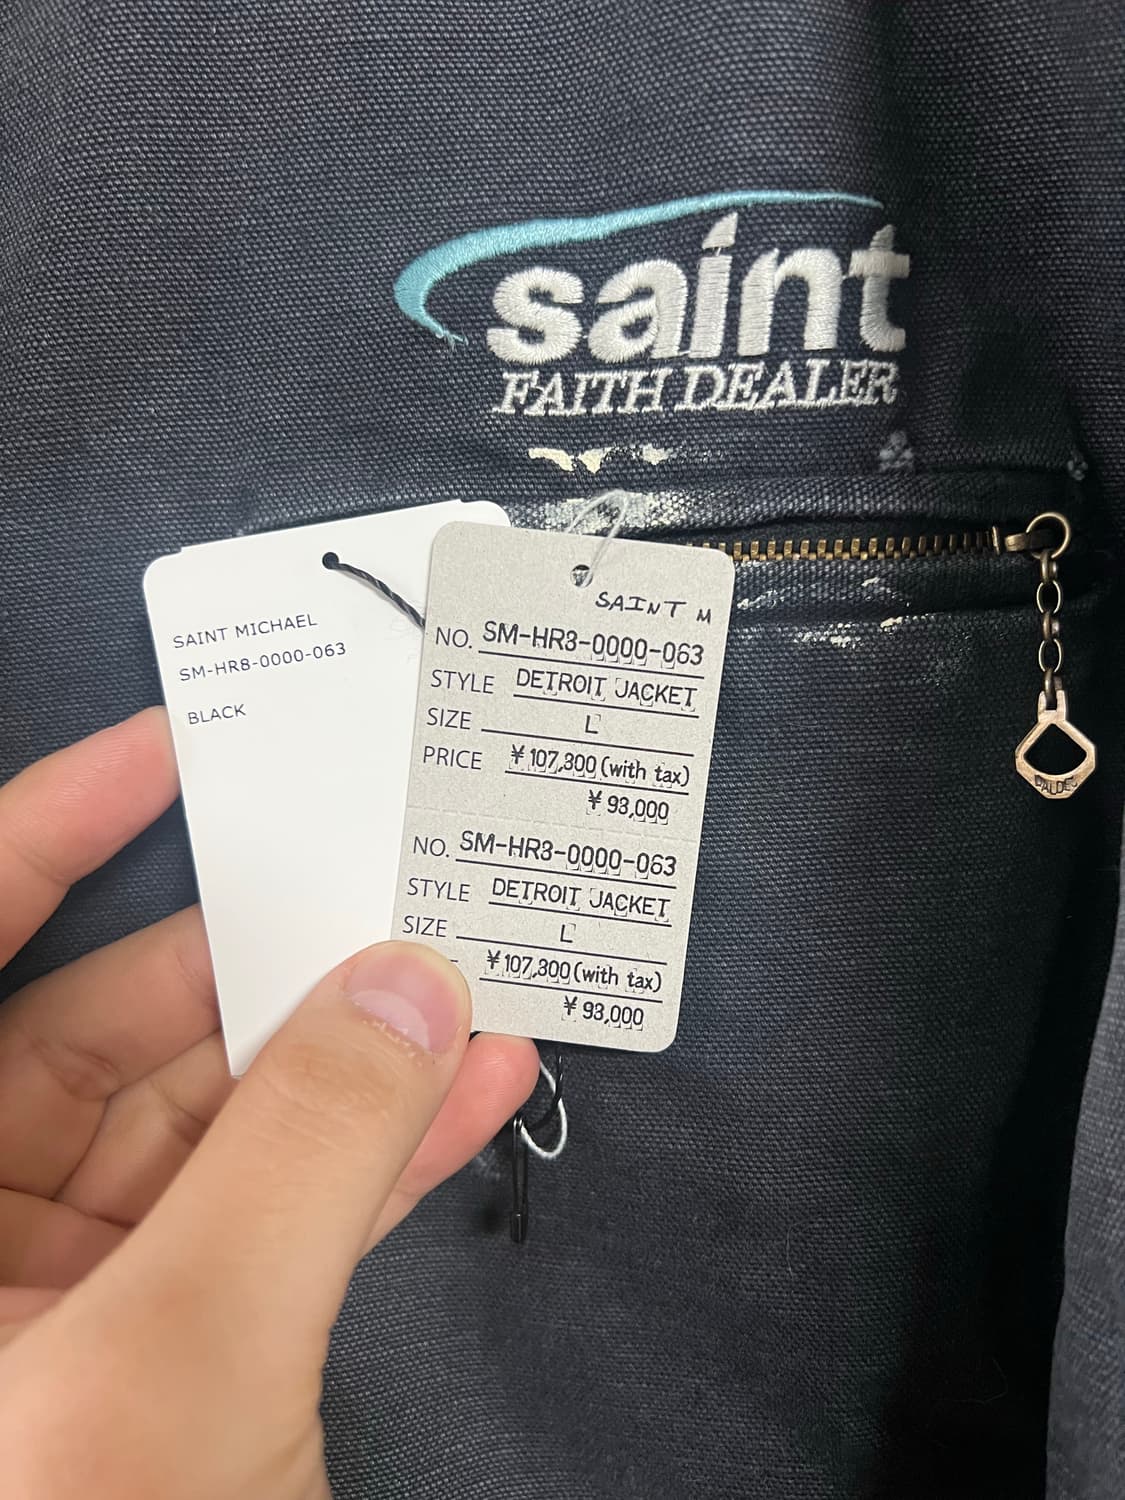 saint
FAITH DEALER
SAINT MICHAEL
SM-HR8-0000-063
BLACK
SAINT M
NO. SM-HR3-0000-063
STYLE DETROIT JACKET
SIZE L
PRICE ¥107,300(with tax)
¥93,000
NO. SM-HR3-0000-063
STYLE DETROIT JACKET
SIZE L
¥107,300(with tax)
¥93,000